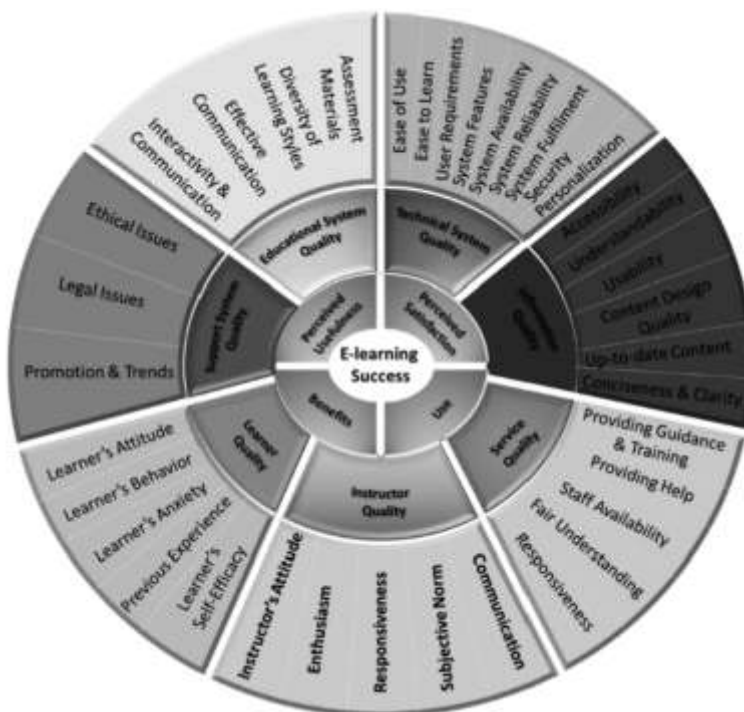 E-learning
Success
Perceived
Usefulness
Perceived
Satisfaction
Use
Benefits
Educational System
Quality
Interactivity &
Communication
Effective
Communication
Diversity of
Learning Styles
Assessment
Materials
Technical System
Quality
Ease of Use
Ease to Learn
User Requirements
System Features
System Availability
System Reliability
System Fulfilment
Security
Personalization
Information
Quality
Accessibility
Understandability
Usability
Content Design
Quality
Up-to-date Content
Conciseness & Clarity
Service
Quality
Providing Guidance
& Training
Providing Help
Staff Availability
Fair Understanding
Responsiveness
Instructor
Quality
Instructor's Attitude
Enthusiasm
Responsiveness
Subjective Norm
Communication
Learner
Quality
Learner's Attitude
Learner's Behavior
Learner's Anxiety
Previous Experience
Learner's
Self-Efficacy
Support System
Quality
Ethical Issues
Legal Issues
Promotion & Trends